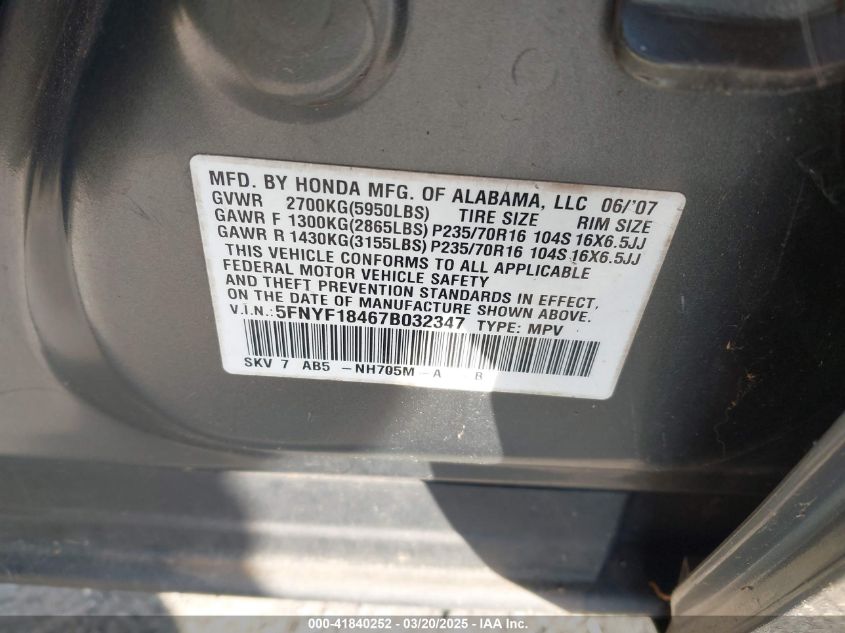 MFD. BY HONDA MFG. OF ALABAMA, LLC 06/'07
GVWR 2700KG(5950LBS) TIRE SIZE RIM SIZE
GAWR F 1300KG(2865LBS) P235/70R16 104S 16X6.5JJ
GAWR R 1430KG(3155LBS) P235/70R16 104S 16X6.5JJ
THIS VEHICLE CONFORMS TO ALL APPLICABLE
FEDERAL MOTOR VEHICLE SAFETY
AND THEFT PREVENTION STANDARDS IN EFFECT
ON THE DATE OF MANUFACTURE SHOWN ABOVE.
V.I.N.: 5FNYF18467B032347 TYPE: MPV
SKV 7 AB5 -NH705M-A B
000-41840252 - 03/20/2025 - IAA Inc.